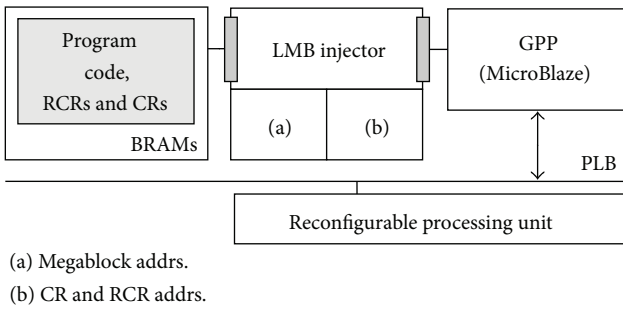 Program
code,
RCRs and CRs
BRAMs
LMB injector
(a)
(b)
GPP
(MicroBlaze)
PLB
Reconfigurable processing unit
(a) Megablock addrs.
(b) CR and RCR addrs.